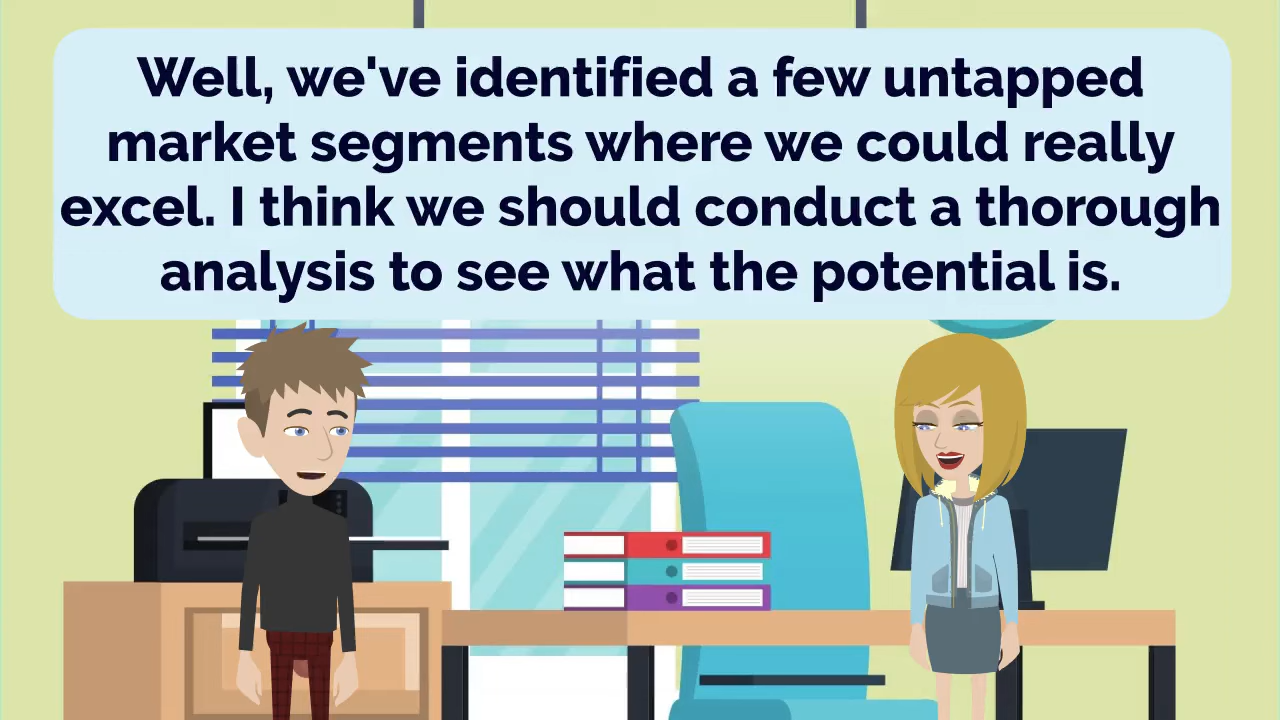 Well, we've identified a few untapped
market segments where we could really
excel. I think we should conduct a thorough
analysis to see what the potential is.